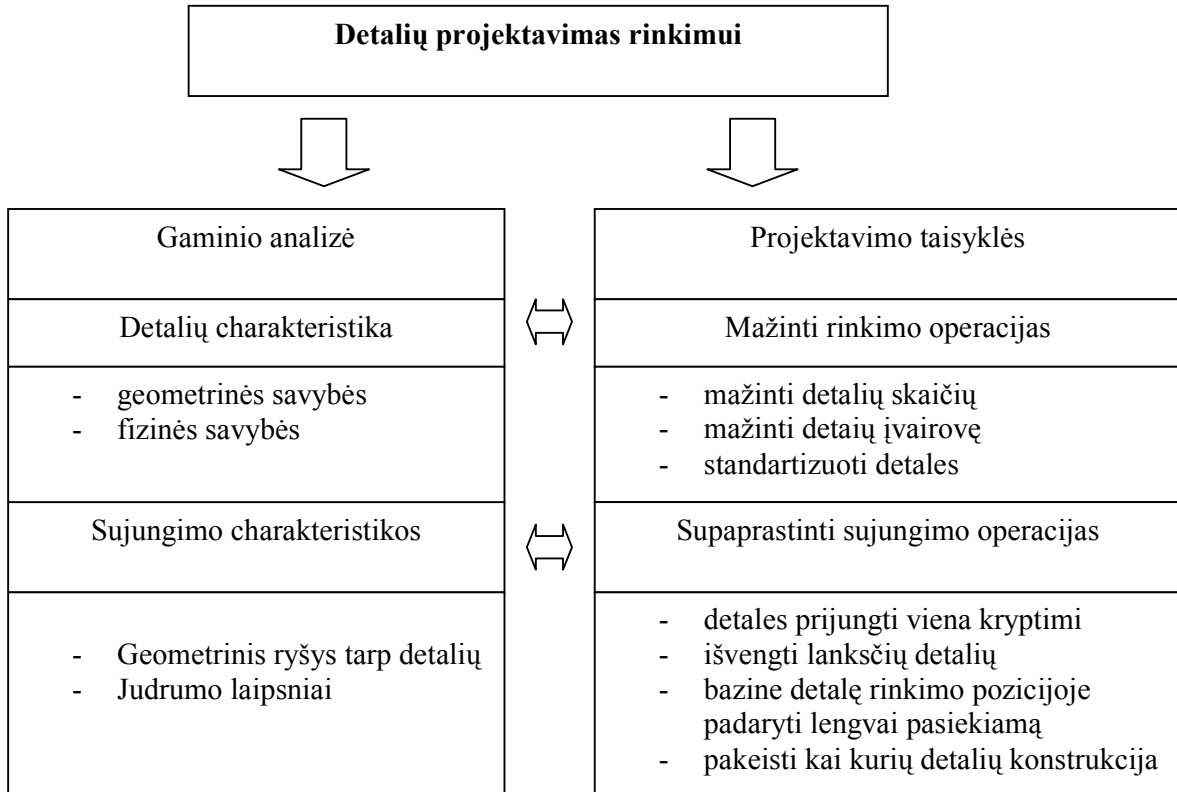 Detalių projektavimas rinkimui
Gaminio analizė
Detalių charakteristika
- geometrinės savybės
- fizinės savybės
Sujungimo charakteristikos
- Geometrinis ryšys tarp detalių
- Judrumo laipsniai
Projektavimo taisyklės
Mažinti rinkimo operacijas
- mažinti detalių skaičių
- mažinti detaių įvairovę
- standartizuoti detales
Supaprastinti sujungimo operacijas
- detales prijungti viena kryptimi
- išvengti lanksčių detalių
- bazine detalę rinkimo pozicijoje
padaryti lengvai pasiekiamą
- pakeisti kai kurių detalių konstrukcija